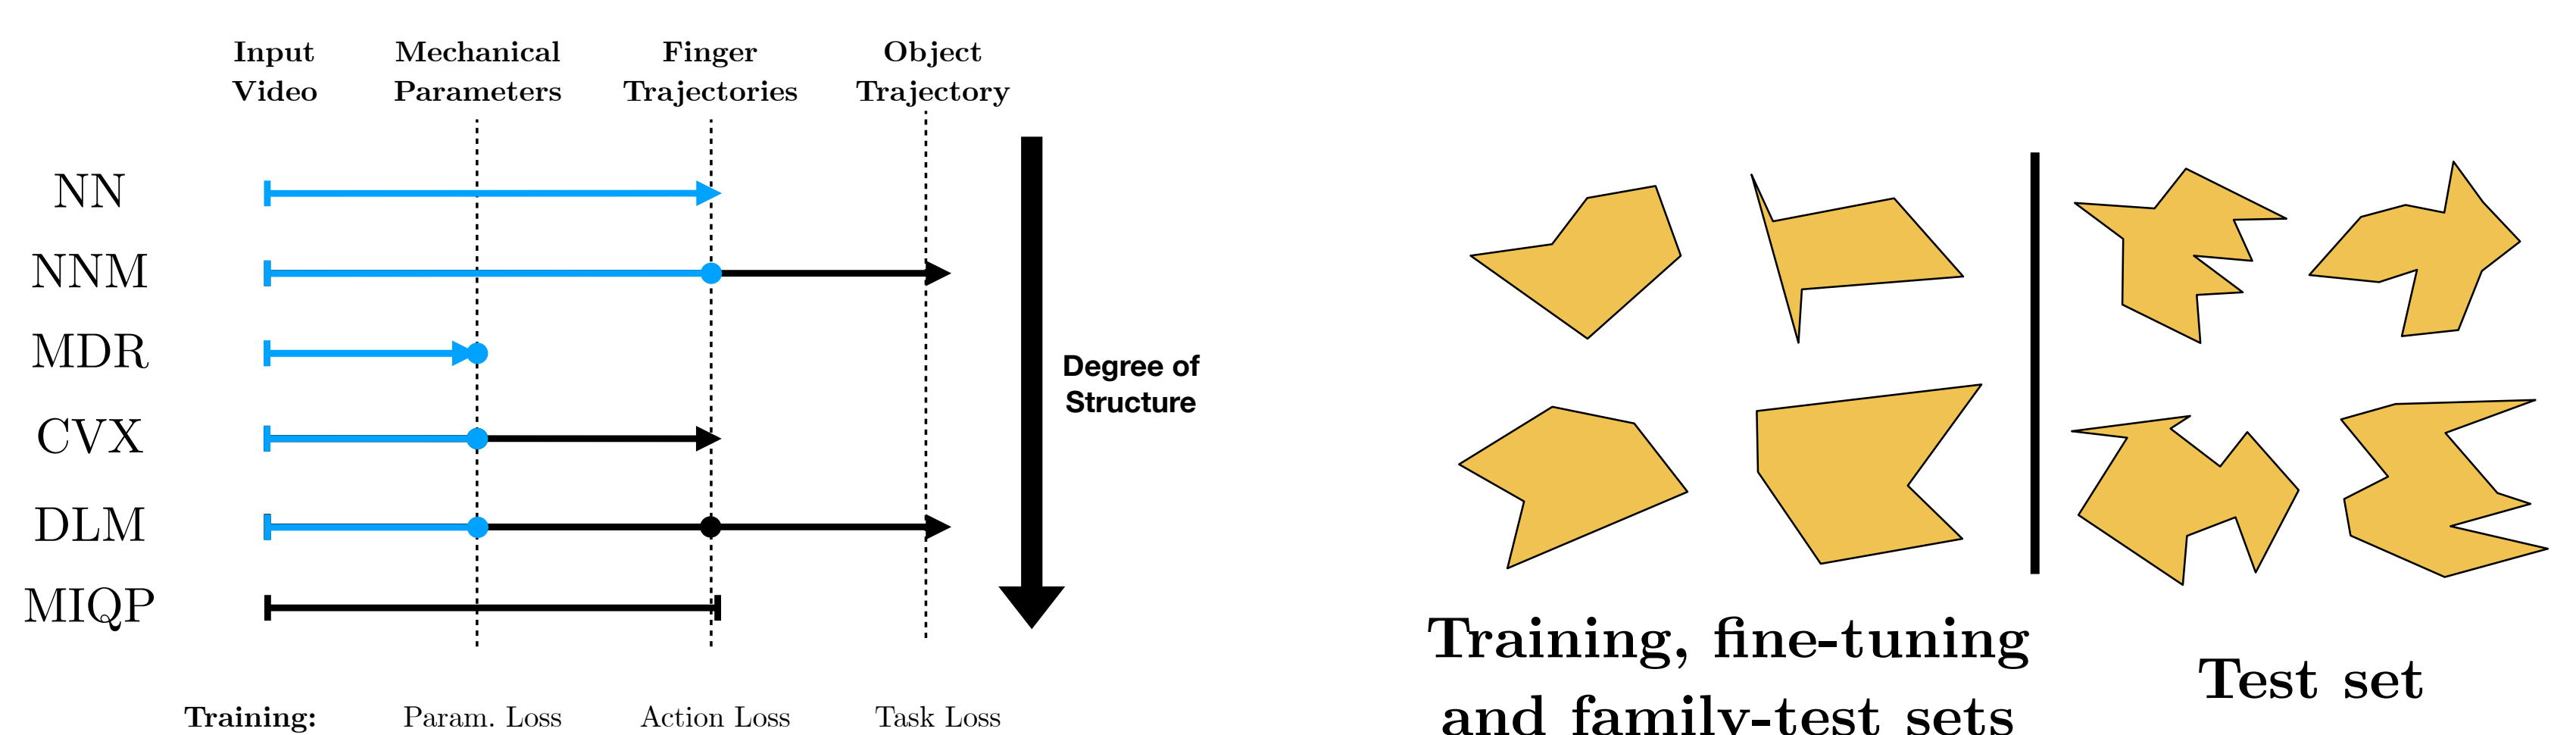 Input
Video
Mechanical
Parameters
Finger
Trajectories
Object
Trajectory
NN
NNM
MDR
CVX
DLM
MIQP
Degree of
Structure
Training:
Param. Loss
Action Loss
Task Loss
Training, fine-tuning
and family-test sets
Test set